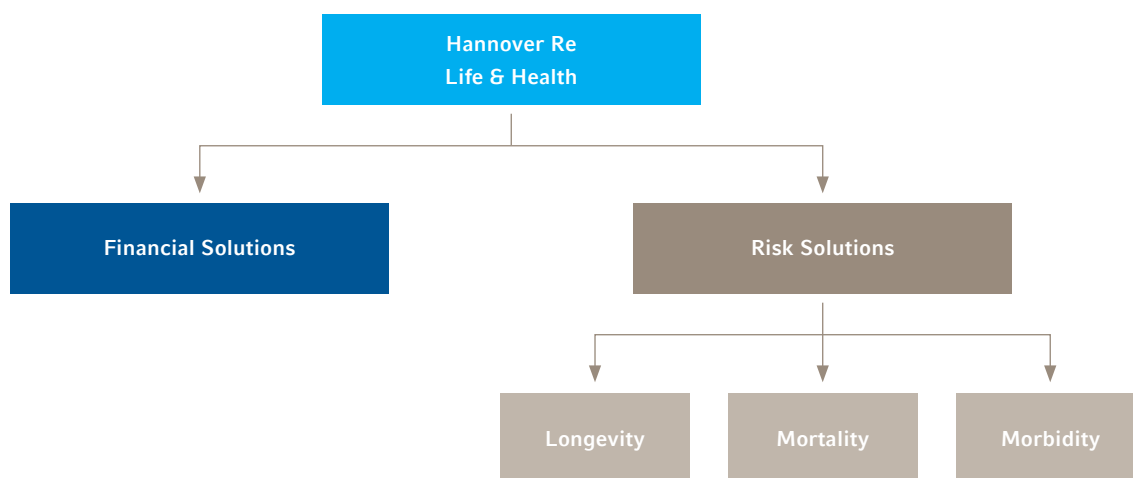 Hannover Re
Life & Health
Financial Solutions
Risk Solutions
Longevity
Mortality
Morbidity